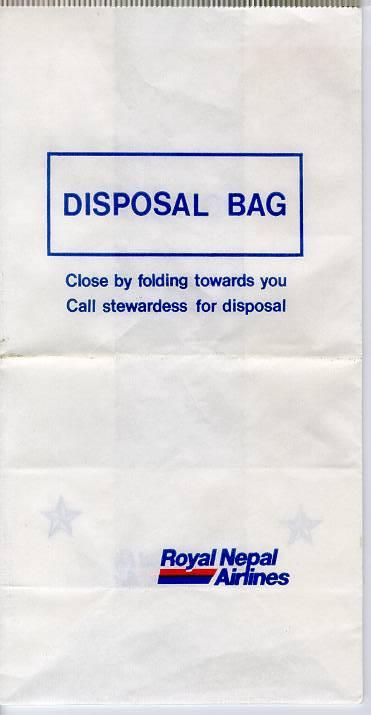 DISPOSAL BAG
Close by folding towards you
Call stewardess for disposal
Royal Nepal
Airlines